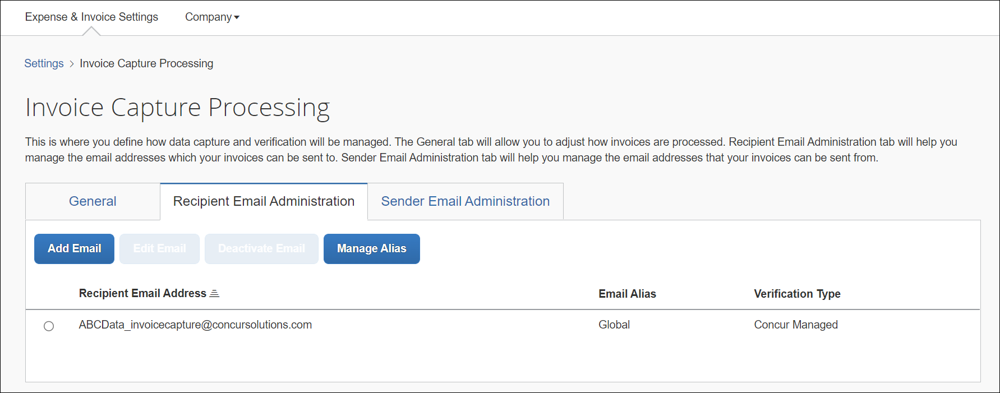 Expense & Invoice Settings Company
Settings > Invoice Capture Processing
Invoice Capture Processing
This is where you define how data capture and verification will be managed. The General tab will allow you to adjust how invoices are processed. Recipient Email Administration tab will help you
manage the email addresses which your invoices can be sent to. Sender Email Administration tab will help you manage the email addresses that your invoices can be sent from.
General Recipient Email Administration Sender Email Administration
Add Email Edit Email Deactivate Email Manage Alias
Recipient Email Address Email Alias Verification Type
ABCData_invoicecapture@concursolutions.com Global Concur Managed